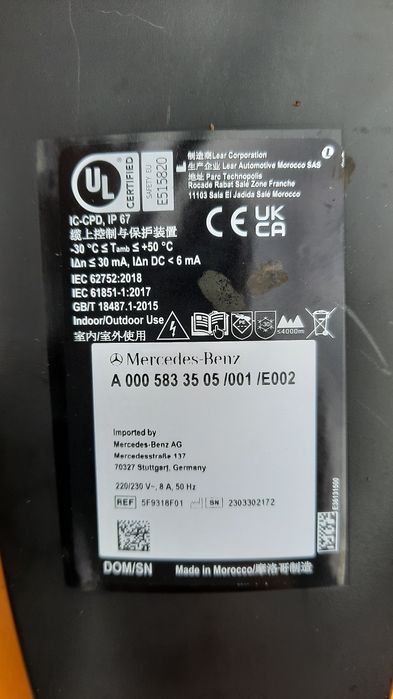 UL
CERTIFIED
SAFETY EU
E515820
制造商Lear Corporation
生产企业 Lear Automotive Morocco SAS
地址 Parc Technopolis
Rocade Rabat Salé Zone Franche
11103 Sala El Jadida Salé Morocco
IC-CPD, IP 67
缆上控制与保护装置
-30 °C ≤ Tamb ≤ +50 °C
IΔn ≤ 30 mA, IΔn DC < 6 mA
IEC 62752:2018
IEC 61851-1:2017
GB/T 18487.1-2015
Indoor/Outdoor Use
室内/室外使用
CE UK
CA
≤4000m
Mercedes-Benz
A 000 583 35 05 /001 /E002
Imported by
Mercedes-Benz AG
Mercedesstraße 137
70327 Stuttgart, Germany
220/230 V~, 8 A, 50 Hz
REF 5F9318F01 SN 2303302172
E36131500
DOM/SN Made in Morocco/摩洛哥制造